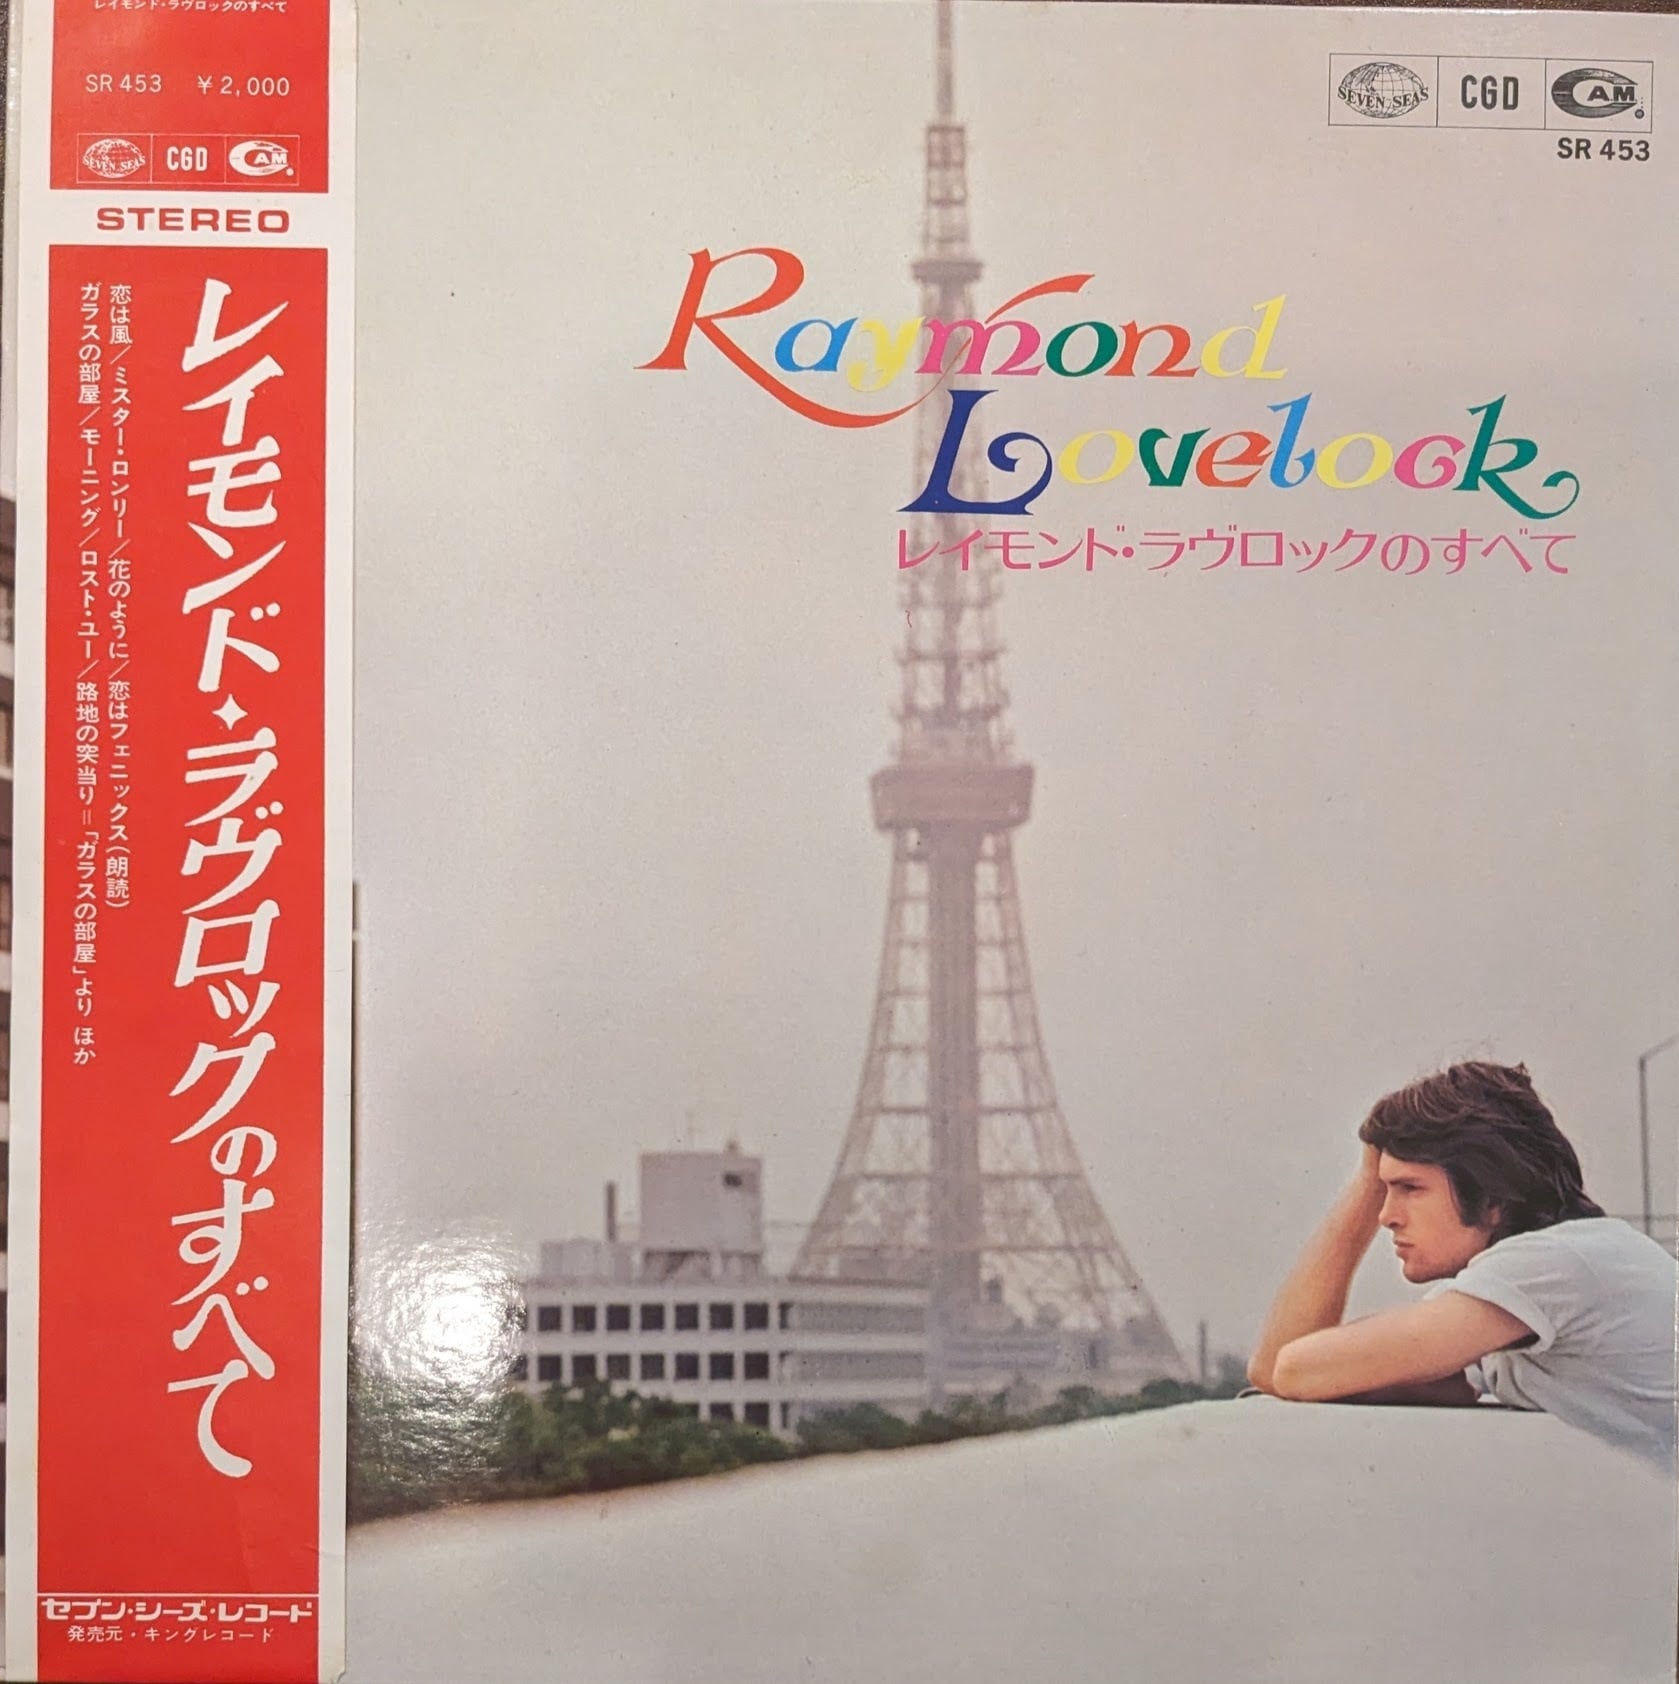 レイモンド・ラヴロックのすべて
SR 453 ¥2,000
SEVEN SEAS
CGD
CAM
STEREO
レイモンド・ラヴロックのすべて
恋は風/ミスター・ロンリー/花のように/恋はフェニックス(朗読)
ガラスの部屋/モーニング/ロスト・ユー/路地の突当り=「ガラスの部屋」より ほか
セブン・シーズ・レコード
発売元・キングレコード
SEVEN SEAS
CGD
CAM
SR 453
Raymond
Lovelock
レイモンド・ラヴロックのすべて